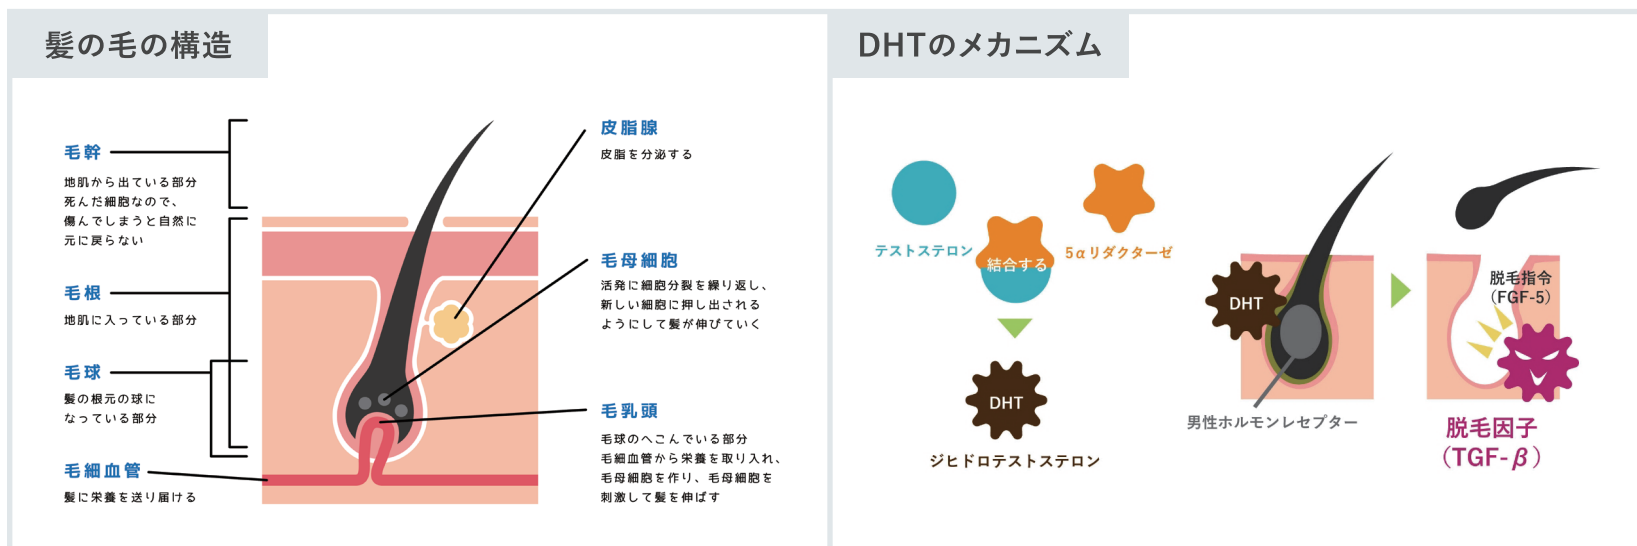 髪の毛の構造
毛幹
地肌から出ている部分
死んだ細胞なので、
傷んでしまうと自然に
元に戻らない
毛根
地肌に入っている部分
毛球
髪の根元の球に
なっている部分
毛細血管
髪に栄養を送り届ける
皮脂腺
皮脂を分泌する
毛母細胞
活発に細胞分裂を繰り返し、
新しい細胞に押し出される
ようにして髪が伸びていく
毛乳頭
毛球のへこんでいる部分
毛細血管から栄養を取り入れ、
毛母細胞を作り、毛母細胞を
刺激して髪を伸ばす
DHTのメカニズム
テストステロン
結合する
5αリダクターゼ
DHT
ジヒドロテストステロン
DHT
男性ホルモンレセプター
脱毛指令
（FGF-5）
脱毛因子
（TGF-β）